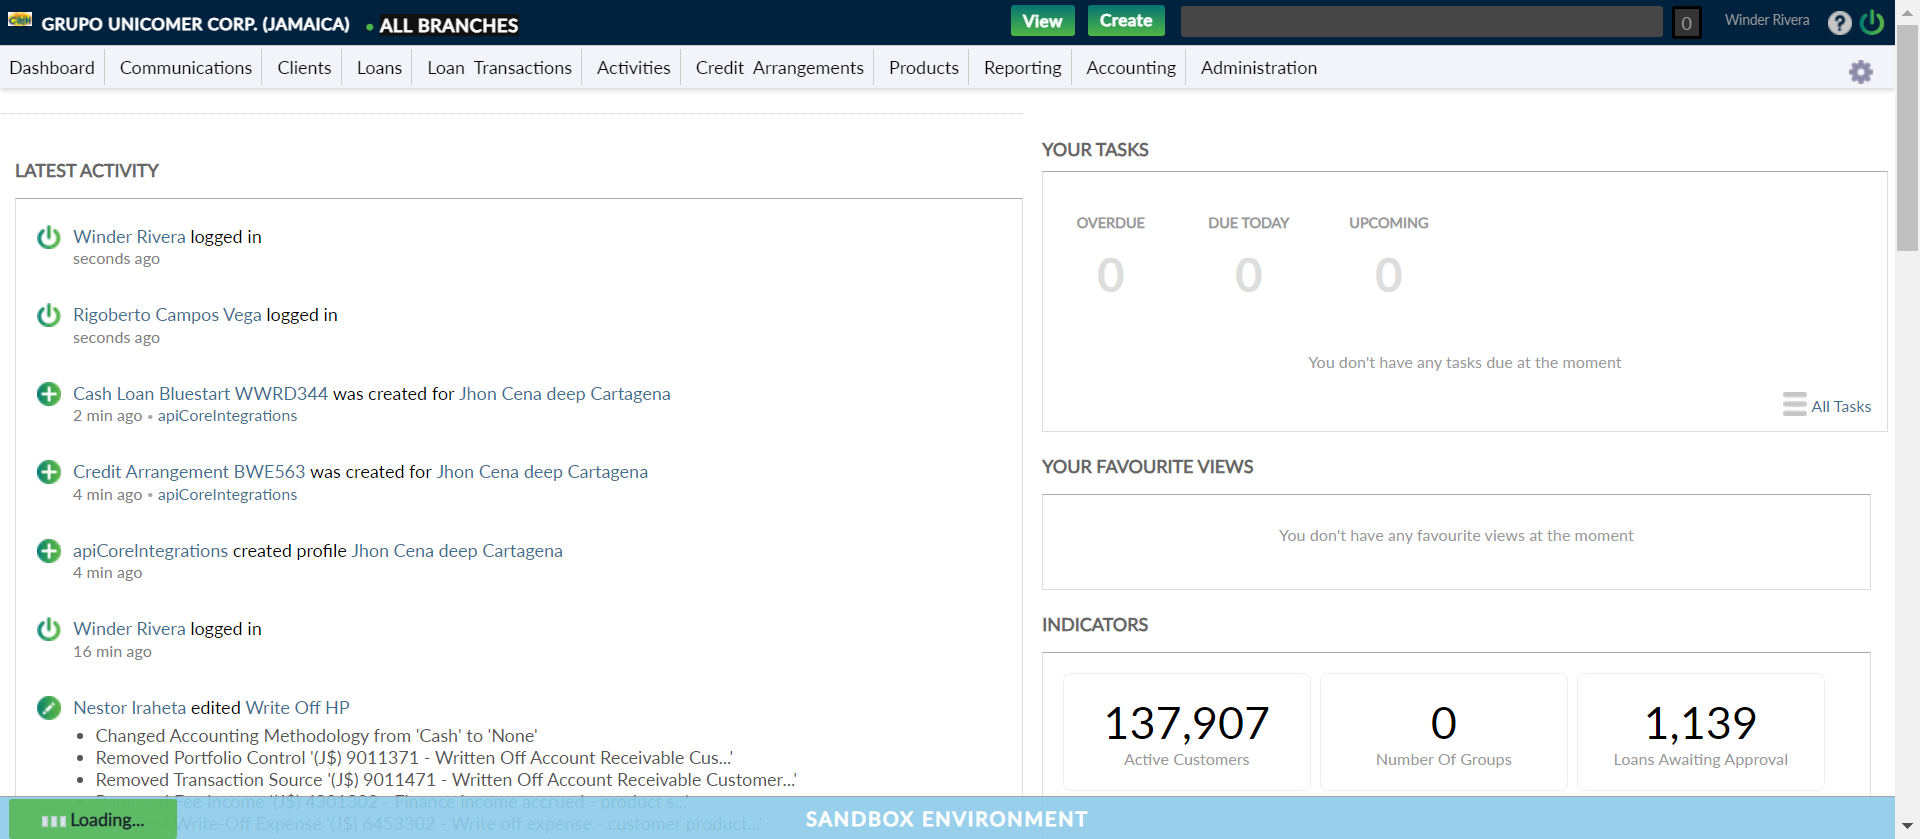 Cash GRUPO UNICOMER CORP. (JAMAICA) • ALL BRANCHES View Create 0 Winder Rivera ?
Dashboard Communications Clients Loans Loan Transactions Activities Credit Arrangements Products Reporting Accounting Administration
LATEST ACTIVITY
Winder Rivera logged in
seconds ago
Rigoberto Campos Vega logged in
seconds ago
Cash Loan Bluestart WWRD344 was created for Jhon Cena deep Cartagena
2 min ago • apiCoreIntegrations
Credit Arrangement BWE563 was created for Jhon Cena deep Cartagena
4 min ago • apiCoreIntegrations
apiCoreIntegrations created profile Jhon Cena deep Cartagena
4 min ago
Winder Rivera logged in
16 min ago
Nestor Iraheta edited Write Off HP
• Changed Accounting Methodology from 'Cash' to 'None'
• Removed Portfolio Control '(J$) 9011371 - Written Off Account Receivable Cus...'
• Removed Transaction Source '(J$) 9011471 - Written Off Account Receivable Customer...'
Fee Income '(J$) 4301302 - Finance income accrued - product s...'
Write-Off Expense '(J$) 6453302 - Write off expense - customer product...'
YOUR TASKS
OVERDUE DUE TODAY UPCOMING
0 0 0
You don't have any tasks due at the moment
All Tasks
YOUR FAVOURITE VIEWS
You don't have any favourite views at the moment
INDICATORS
137,907 0 1,139
Active Customers Number Of Groups Loans Awaiting Approval
Loading...
SANDBOX ENVIRONMENT